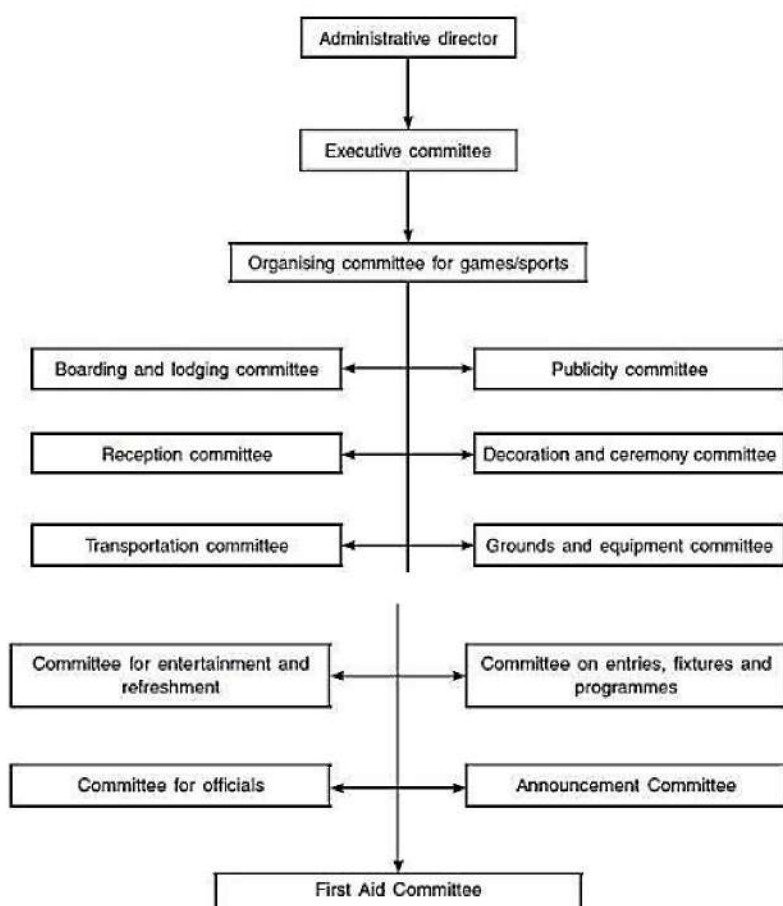 Administrative director
Executive committee
Organising committee for games/sports
Boarding and lodging committee
Publicity committee
Reception committee
Decoration and ceremony committee
Transportation committee
Grounds and equipment committee
Committee for entertainment and
refreshment
Committee on entries, fixtures and
programmes
Committee for officials
Announcement Committee
First Aid Committee